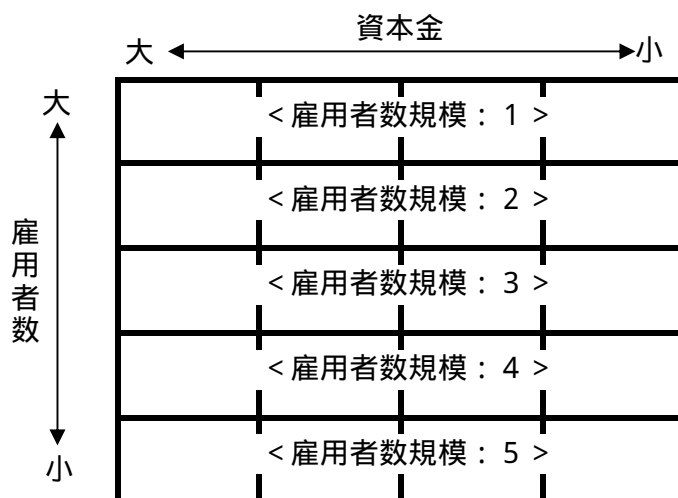 資本金
大 小
大
<雇用者数規模：1>
<雇用者数規模：2>
雇用者数
<雇用者数規模：3>
<雇用者数規模：4>
<雇用者数規模：5>
小